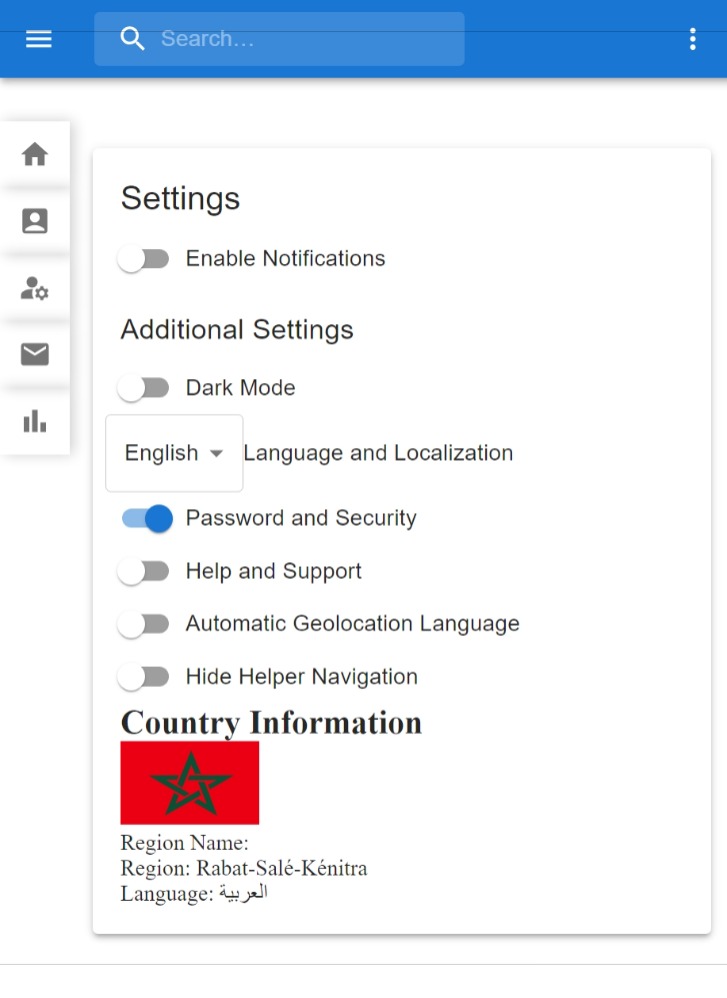 Search…
Settings
Enable Notifications
Additional Settings
Dark Mode
English Language and Localization
Password and Security
Help and Support
Automatic Geolocation Language
Hide Helper Navigation
Country Information
Region Name:
Region: Rabat-Salé-Kénitra
Language: العربية